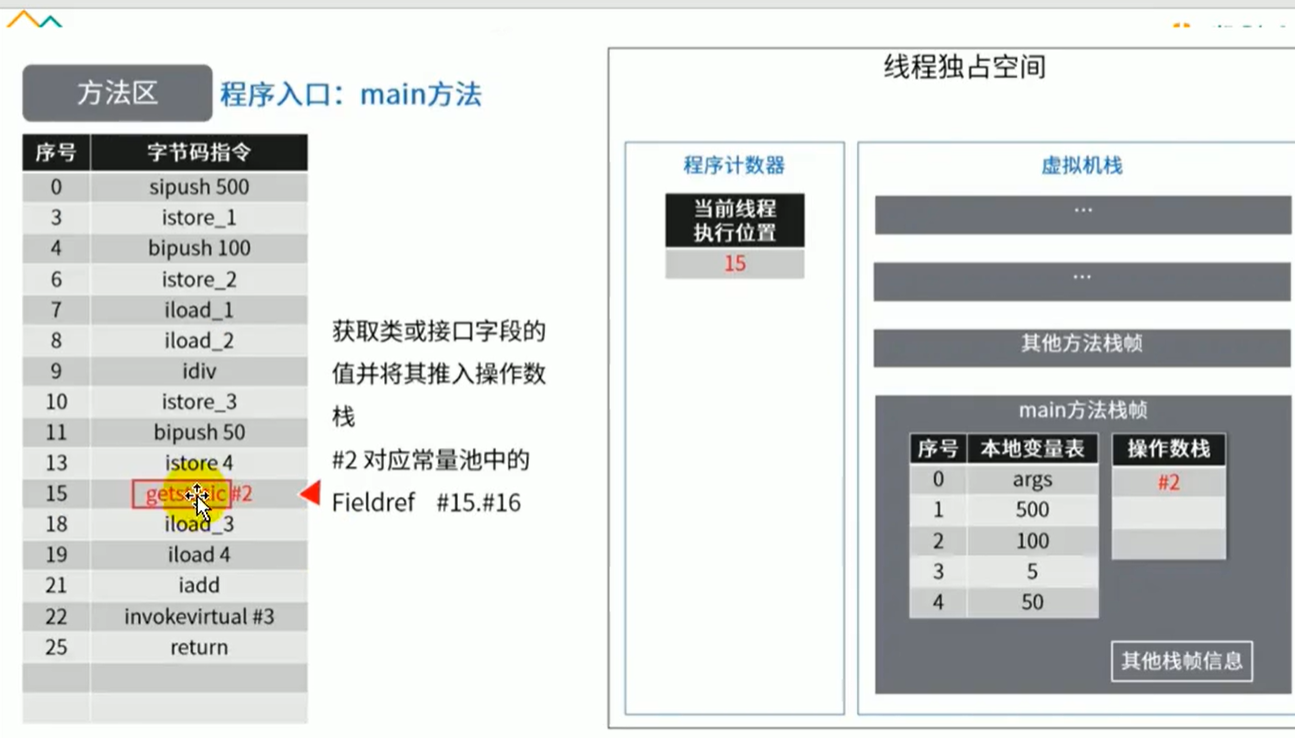 方法区
程序入口：main方法
序号 字节码指令
0 sipush 500
3 istore_1
4 bipush 100
6 istore_2
7 iload_1
8 iload_2
9 idiv
10 istore_3
11 bipush 50
13 istore 4
15 getstatic #2
18 iload_3
19 iload 4
21 iadd
22 invokevirtual #3
25 return
获取类或接口字段的
值并将其推入操作数
栈
#2 对应常量池中的
Fieldref #15.#16
线程独占空间
程序计数器
当前线程
执行位置
15
虚拟机栈
...
...
其他方法栈帧
main方法栈帧
序号 本地变量表
0 args
1 500
2 100
3 5
4 50
操作数栈
#2
其他栈帧信息